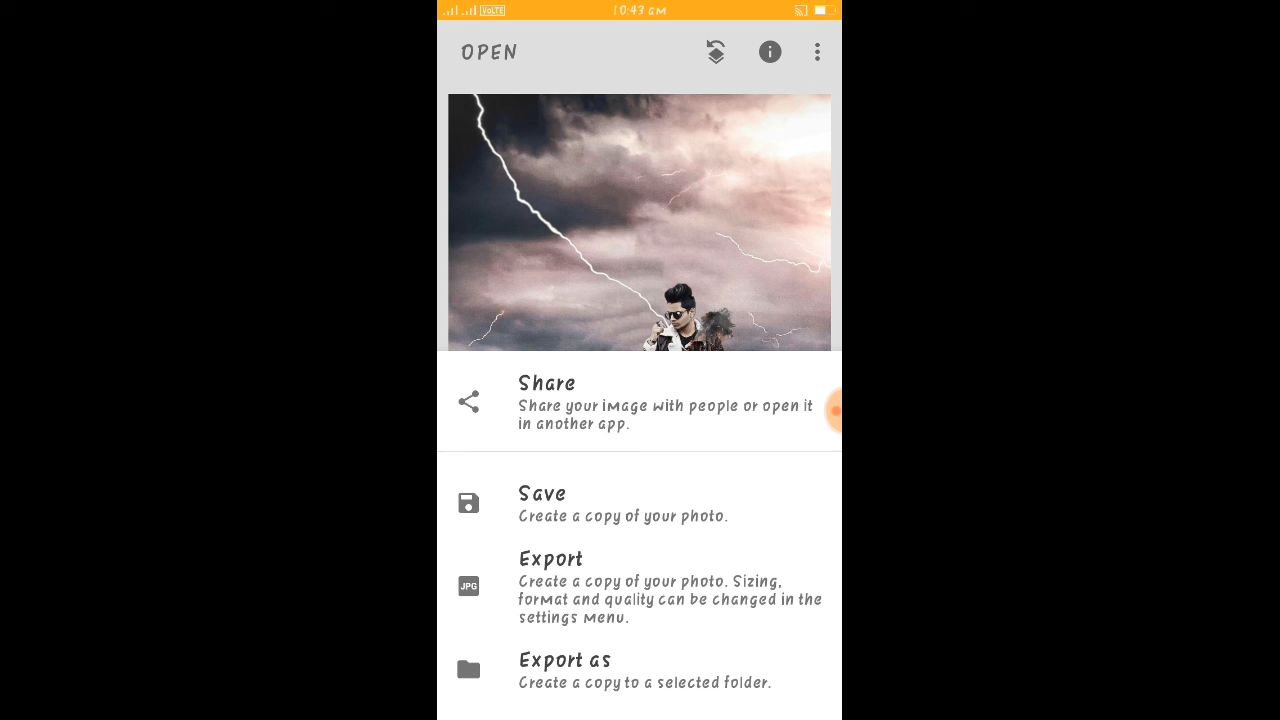 VoLTE 10:43 am
OPEN
Share
Share your image with people or open it
in another app.
Save
Create a copy of your photo.
Export
JPG
Create a copy of your photo. Sizing,
format and quality can be changed in the
settings menu.
Export as
Create a copy to a selected folder.